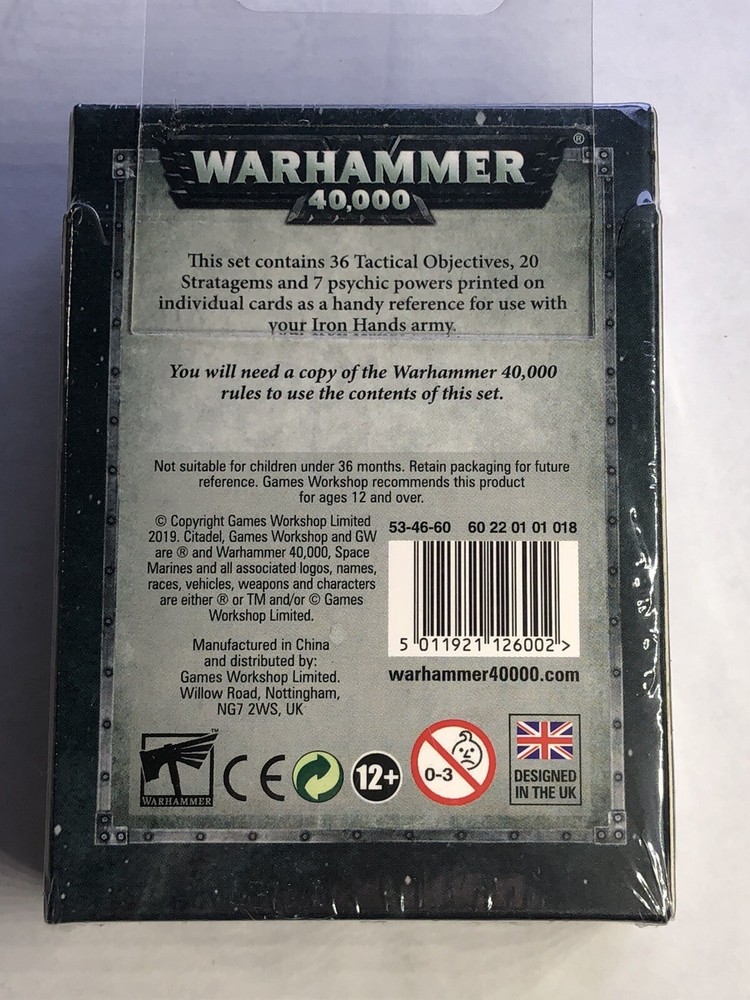 WARHAMMER ®
40,000
This set contains 36 Tactical Objectives, 20
Stratagems and 7 psychic powers printed on
individual cards as a handy reference for use with
your Iron Hands army.
You will need a copy of the Warhammer 40,000
rules to use the contents of this set.
Not suitable for children under 36 months. Retain packaging for future
reference. Games Workshop recommends this product
for ages 12 and over.
© Copyright Games Workshop Limited
2019. Citadel, Games Workshop and GW
are ® and Warhammer 40,000, Space
Marines and all associated logos, names,
races, vehicles, weapons and characters
are either ® or TM and/or © Games
Workshop Limited.
Manufactured in China
and distributed by:
Games Workshop Limited.
Willow Road, Nottingham,
NG7 2WS, UK
53-46-60 60 22 01 01 018
5 011921 126002 >
warhammer40000.com
TM
WARHAMMER
CE
12+
0-3
DESIGNED
IN THE UK